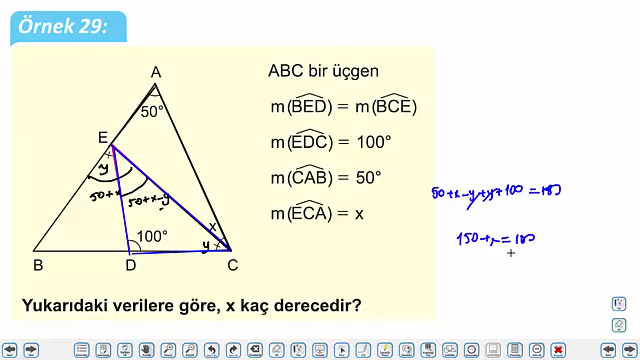 Örnek 29:
A
50°
ABC bir üçgen
m(BED) = m(BCE)
m(EDC) = 100°
m(CAB) = 50°
m(ECA) = x
E
y
50+x
50+x-y
x
100°
y
B
D
C
50+x-y+y+100 = 180
150+x = 180
Yukarıdaki verilere göre, x kaç derecedir?